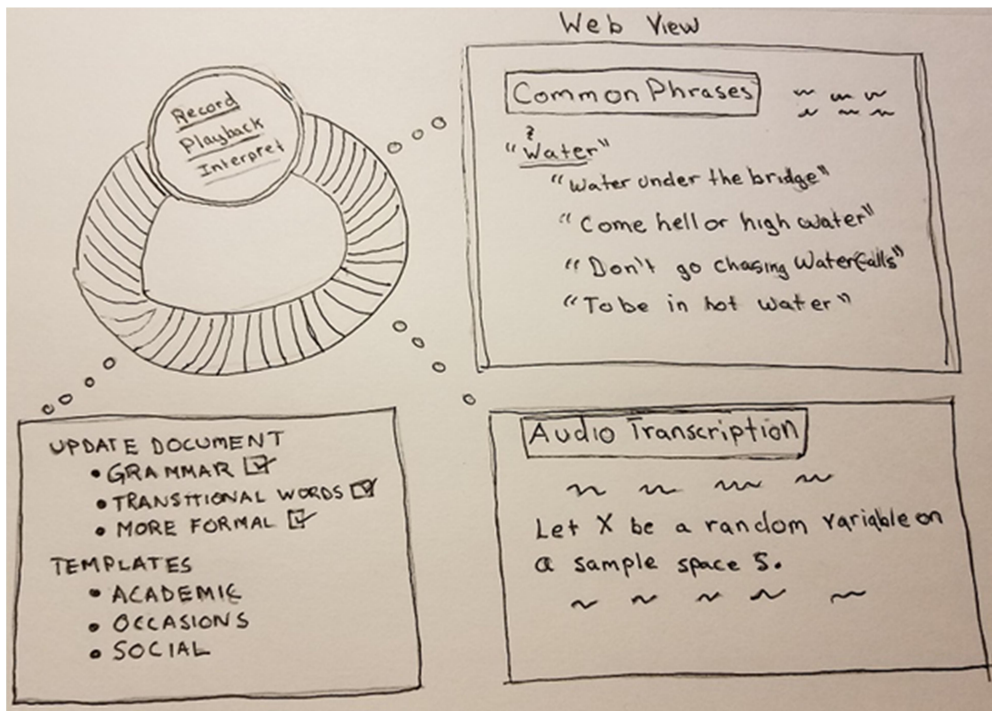 Web View
Record
Playback
Interpret
Common Phrases
"Water"
"Water under the bridge"
"Come hell or high water"
"Don't go chasing Waterfalls"
"To be in hot water"
UPDATE DOCUMENT
• GRAMMAR ☑
• TRANSITIONAL WORDS ☑
• MORE FORMAL ☑
TEMPLATES
• ACADEMIC
• OCCASIONS
• SOCIAL
Audio Transcription
Let X be a random variable on
a sample space S.